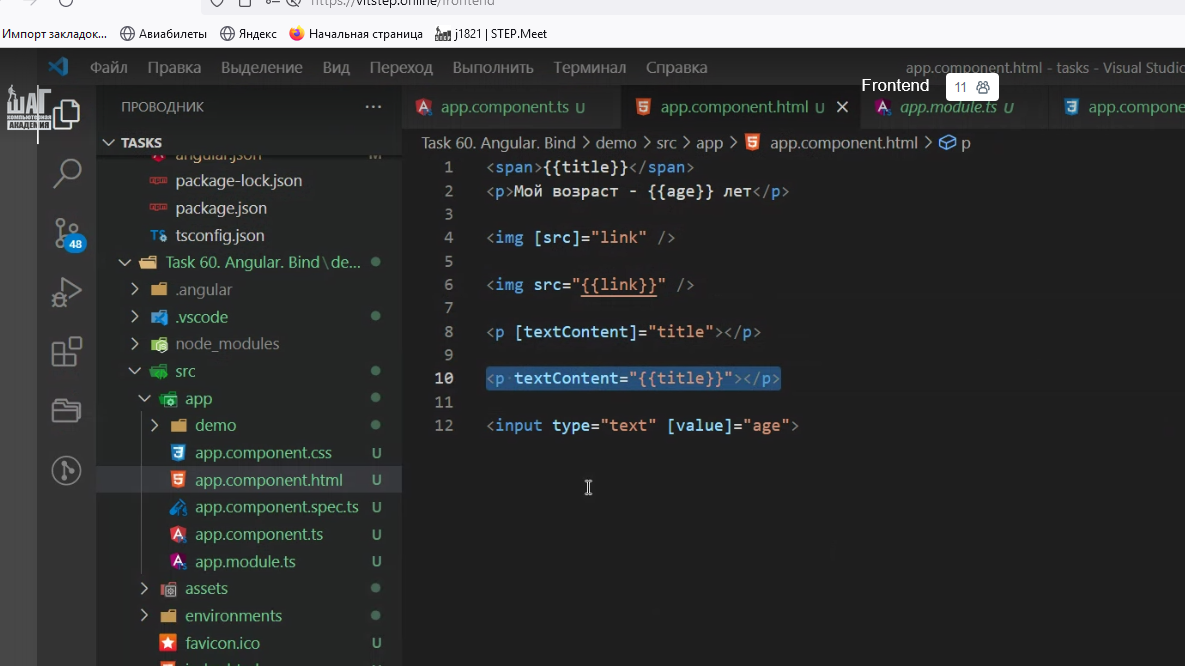 https://vitstep.online/frontend
Импорт закладок...
Авиабилеты
Яндекс
Начальная страница
j1821 | STEP.Meet
Файл
Правка
Выделение
Вид
Переход
Выполнить
Терминал
Справка
app.component.html - tasks - Visual Studio
Frontend
11
ШАГ
КОМПЬЮТЕРНАЯ
АКАДЕМИЯ
ПРОВОДНИК
...
app.component.ts U
app.component.html U
app.module.ts U
app.compone
TASKS
Task 60. Angular. Bind > demo > src > app > app.component.html > p
angular.json M
package-lock.json
package.json
tsconfig.json
48
Task 60. Angular. Bind \ de...
.angular
.vscode
node_modules
src
app
demo
app.component.css U
app.component.html U
app.component.spec.ts U
app.component.ts U
app.module.ts U
assets
environments
favicon.ico U
1 <span>{{title}}</span>
2 <p>Мой возраст - {{age}} лет</p>
3
4 <img [src]="link" />
5
6 <img src="{{link}}" />
7
8 <p [textContent]="title"></p>
9
10 <p textContent="{{title}}"></p>
11
12 <input type="text" [value]="age">